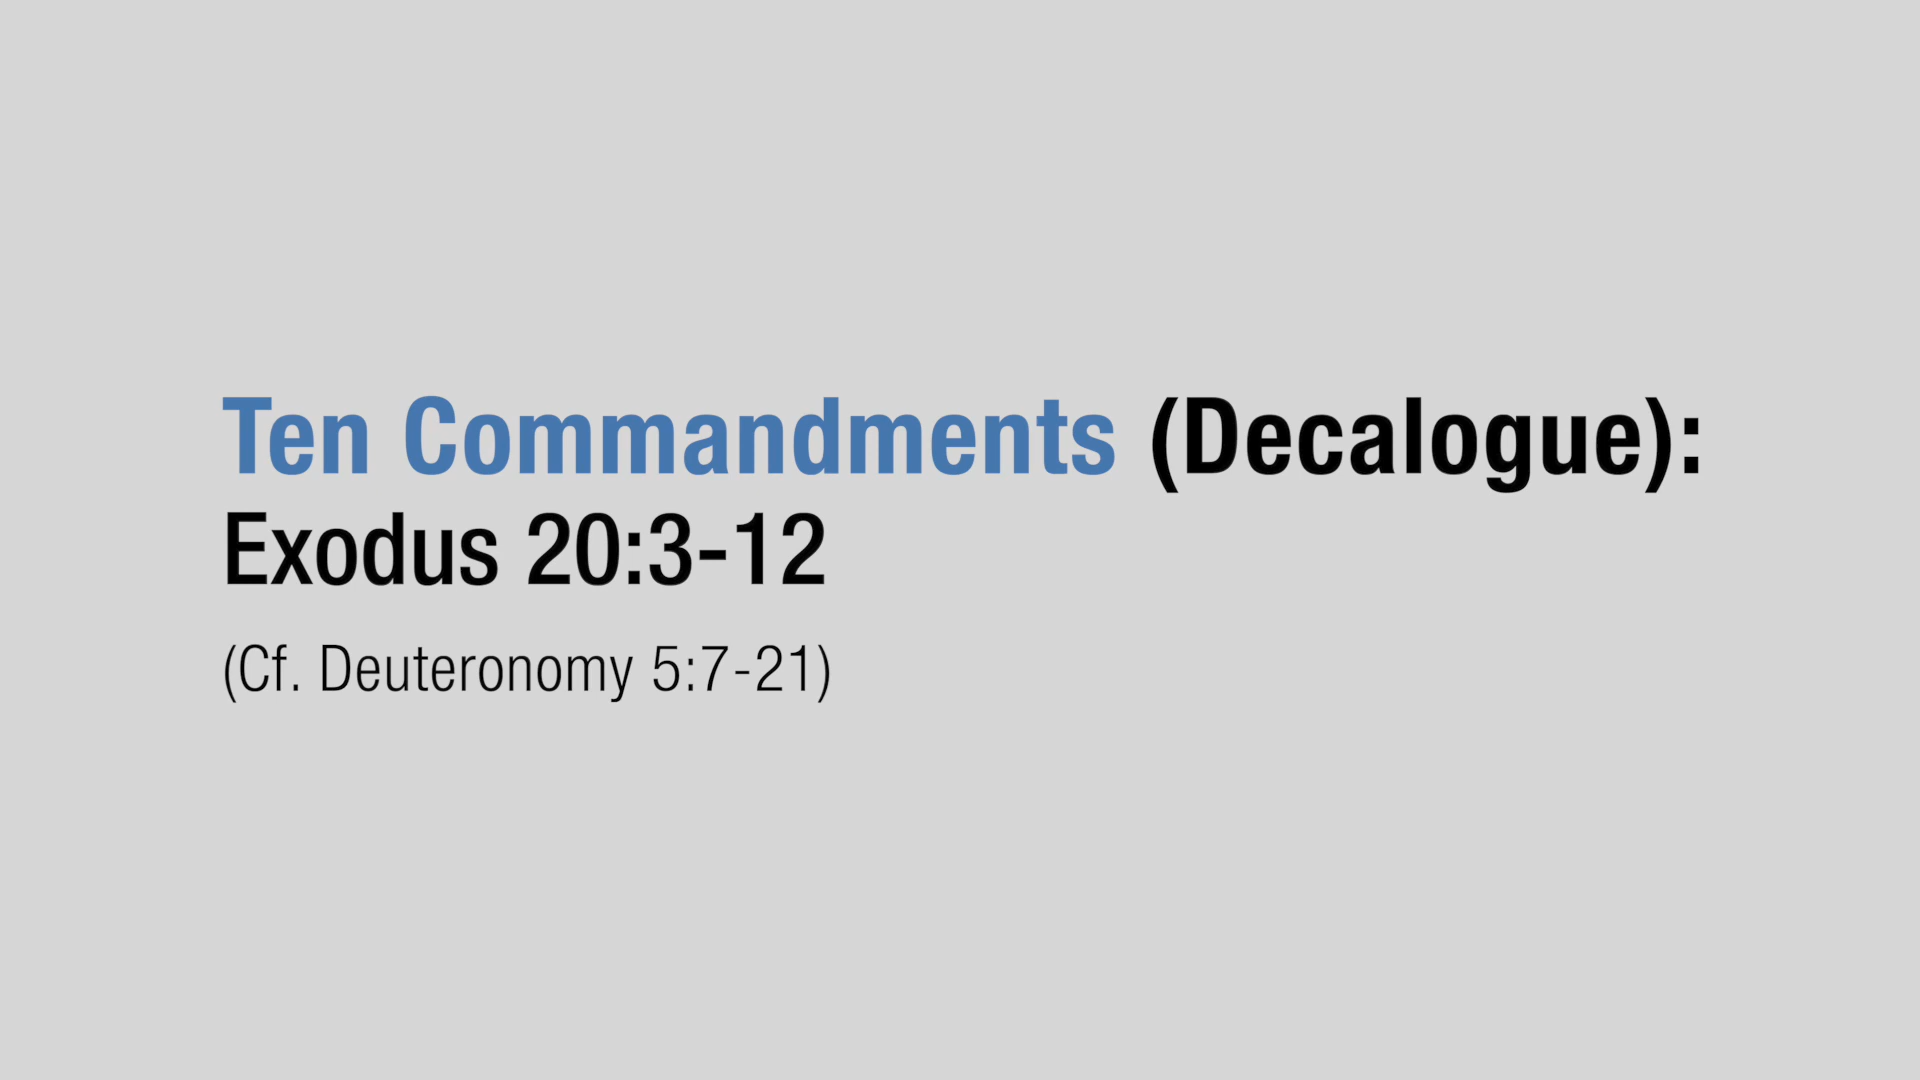 Ten Commandments (Decalogue):
Exodus 20:3-12
(Cf. Deuteronomy 5:7-21)